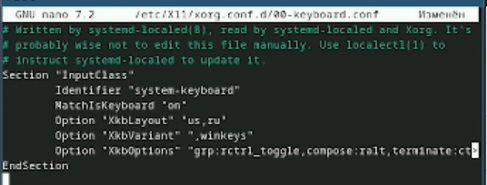 GNU nano 7.2 /etc/X11/xorg.conf.d/00-keyboard.conf Изменён
# Written by systemd-localed(8), read by systemd-localed and Xorg. It's
# probably wise not to edit this file manually. Use localectl(1) to
# instruct systemd-localed to update it.
Section "InputClass"
Identifier "system-keyboard"
MatchIsKeyboard "on"
Option "XkbLayout" "us,ru"
Option "XkbVariant" ",winkeys"
Option "XkbOptions" "grp:rctrl_toggle,compose:ralt,terminate:ct>
EndSection